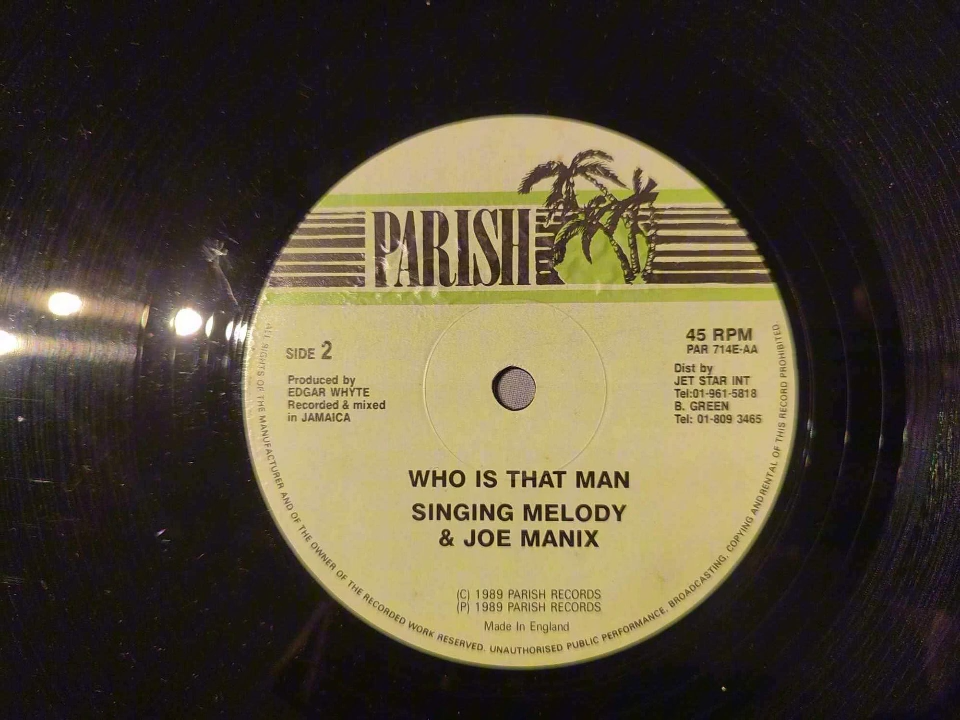 PARISH
SIDE 2
Produced by
EDGAR WHYTE
Recorded & mixed
in JAMAICA
45 RPM
PAR 714E-AA
Dist by
JET STAR INT
Tel:01-961-5818
B. GREEN
Tel: 01-809 3465
WHO IS THAT MAN
SINGING MELODY
& JOE MANIX
(C) 1989 PARISH RECORDS
(P) 1989 PARISH RECORDS
Made In England
ALL RIGHTS OF THE MANUFACTURER AND OF THE OWNER OF THE RECORDED WORK RESERVED. UNAUTHORISED PUBLIC PERFORMANCE, BROADCASTING, COPYING AND RENTAL OF THIS RECORD PROHIBITED.